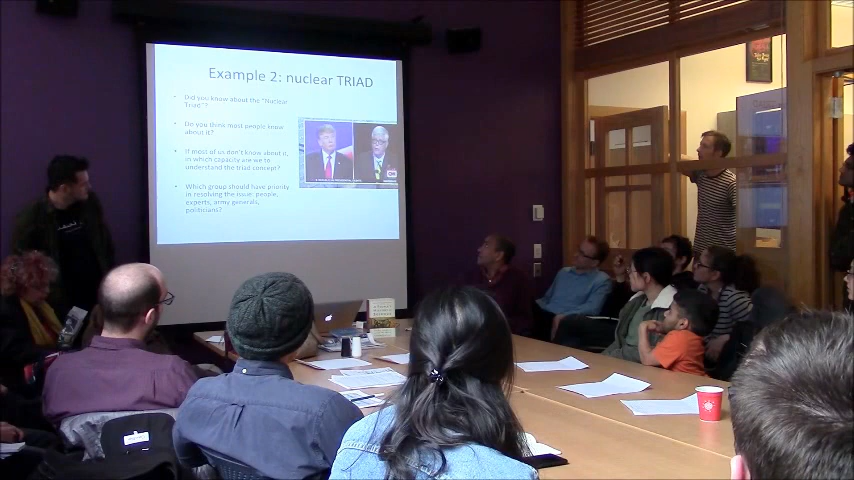 Example 2: nuclear TRIAD
• Did you know about the "Nuclear
Triad"?
• Do you think most people know
about it?
• If most of us don't know about it,
in which capacity are we to
understand the triad concept?
• Which group should have priority
in resolving the issue, people,
experts, army generals,
politicians?